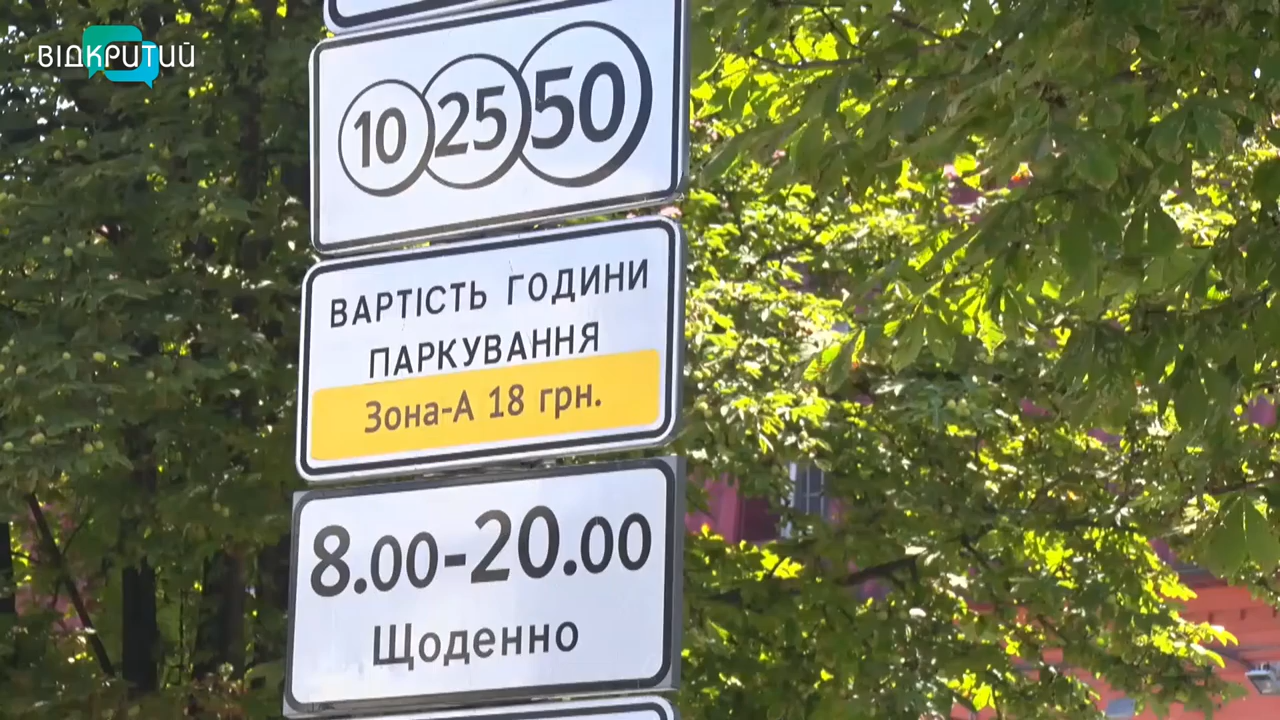 ВІДКРИТИЙ
10 25 50
ВАРТІСТЬ ГОДИНИ
ПАРКУВАННЯ
Зона-А 18 грн.
8.00-20.00
Щоденно